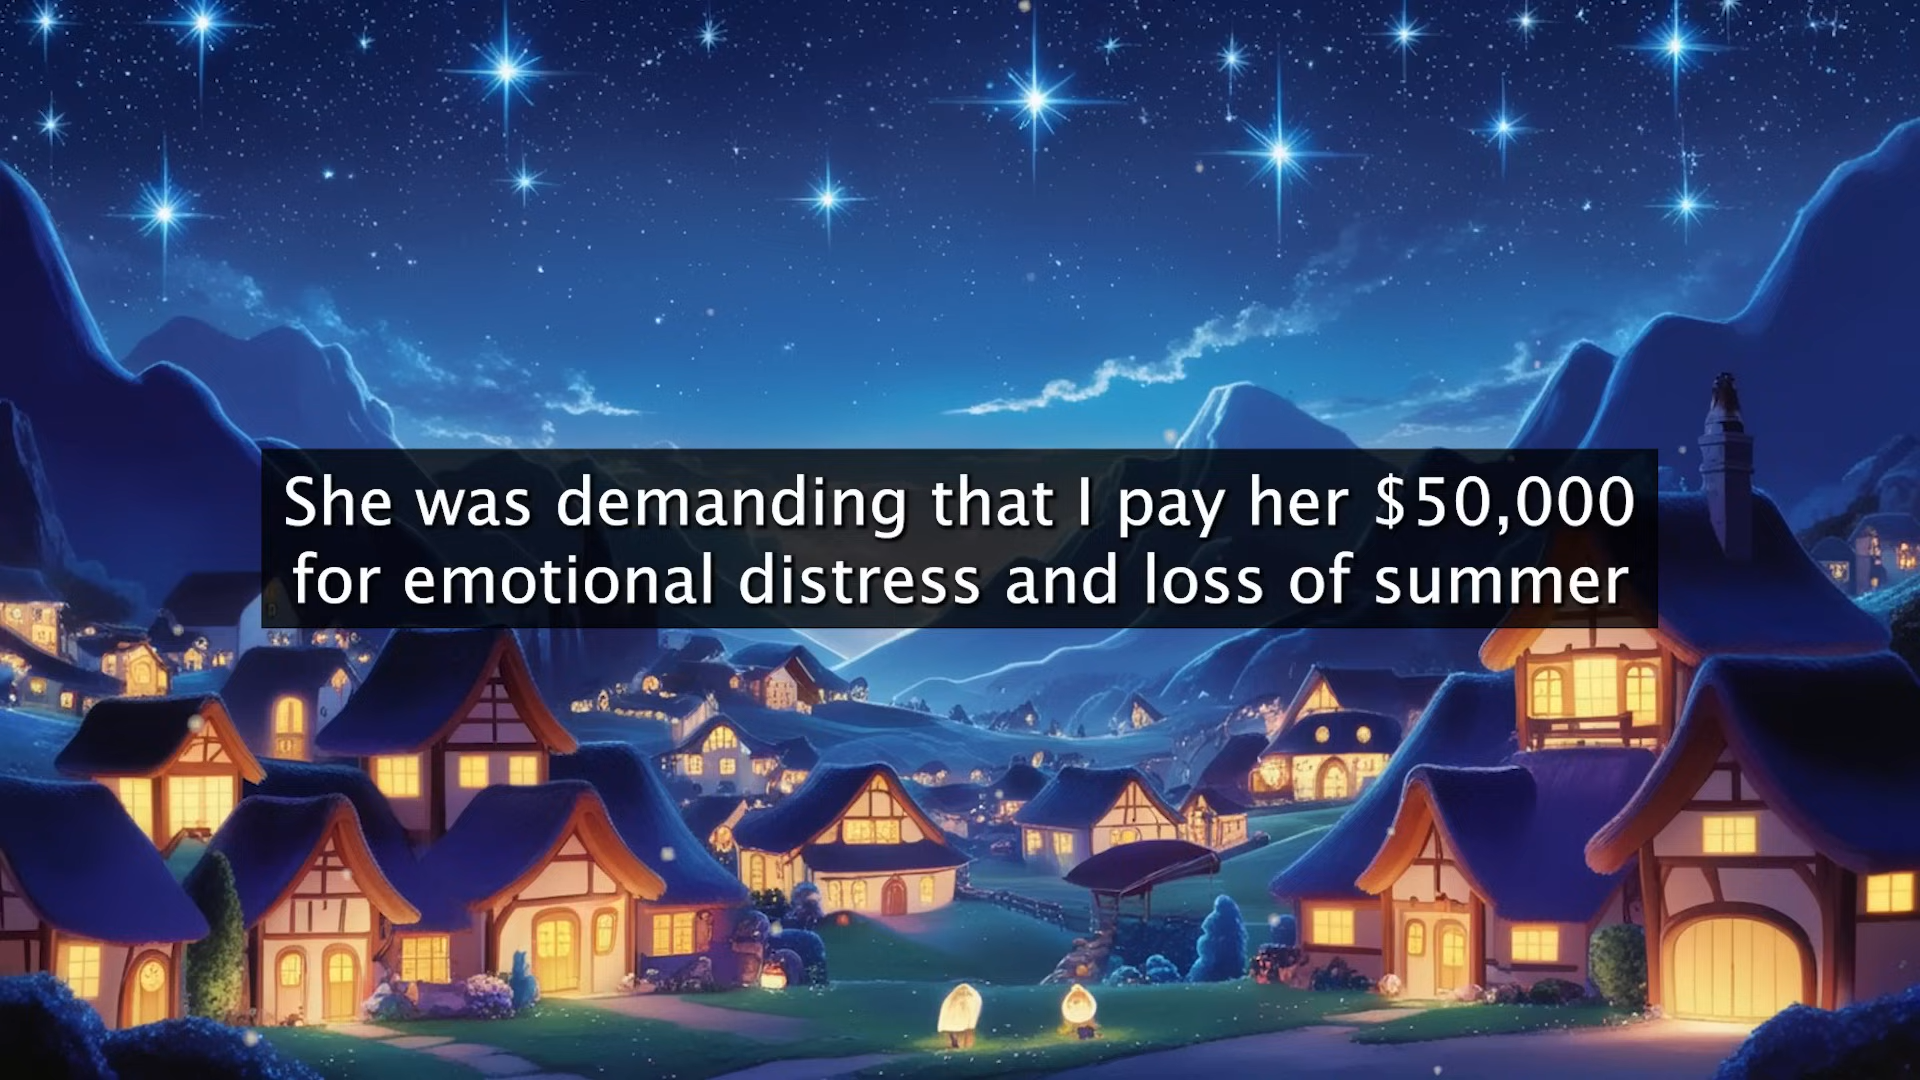 She was demanding that I pay her $50,000
for emotional distress and loss of summer